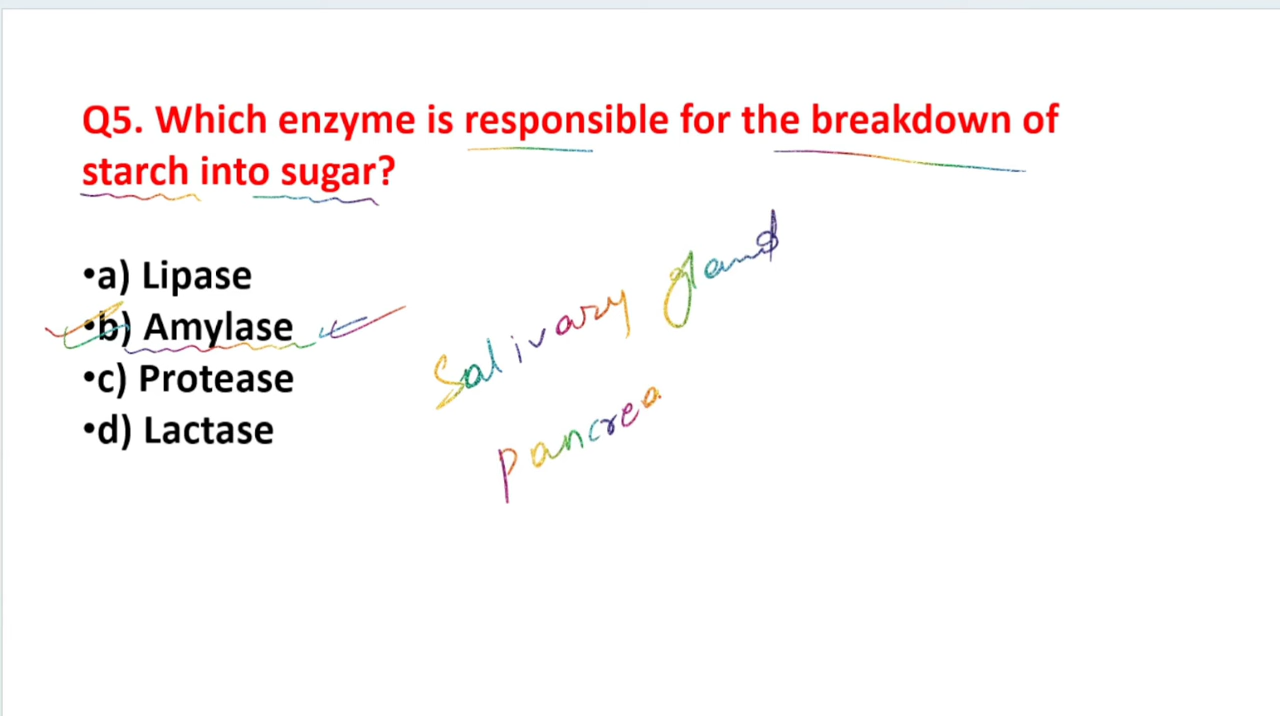 Q5. Which enzyme is responsible for the breakdown of
starch into sugar?
•a) Lipase
•b) Amylase
•c) Protease
•d) Lactase
Salivary gland
pancrea